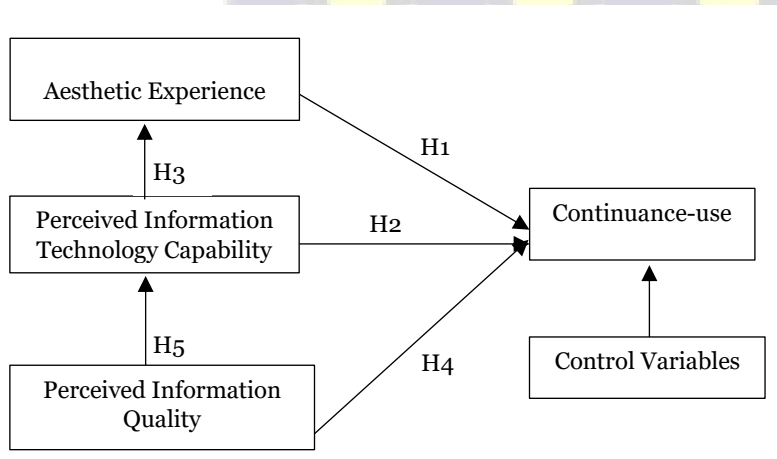 Aesthetic Experience
H1
H3
Perceived Information
Technology Capability
H2
Continuance-use
H5
H4
Control Variables
Perceived Information
Quality